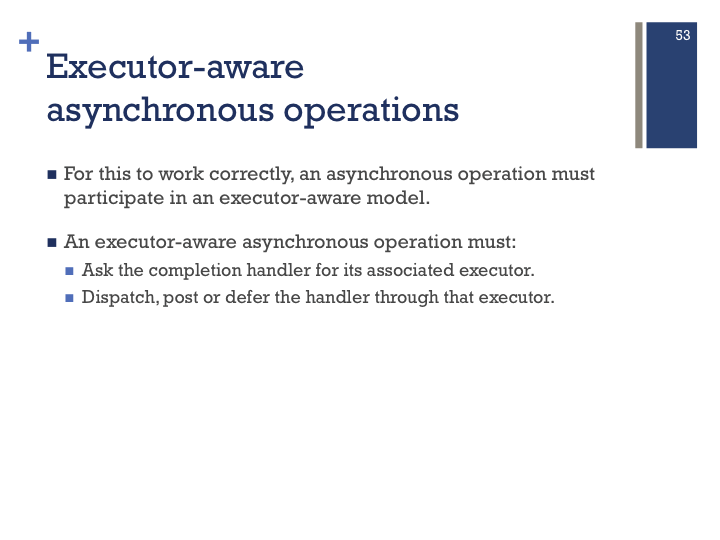 53
+
Executor-aware
asynchronous operations
■ For this to work correctly, an asynchronous operation must
participate in an executor-aware model.
■ An executor-aware asynchronous operation must:
■ Ask the completion handler for its associated executor.
■ Dispatch, post or defer the handler through that executor.